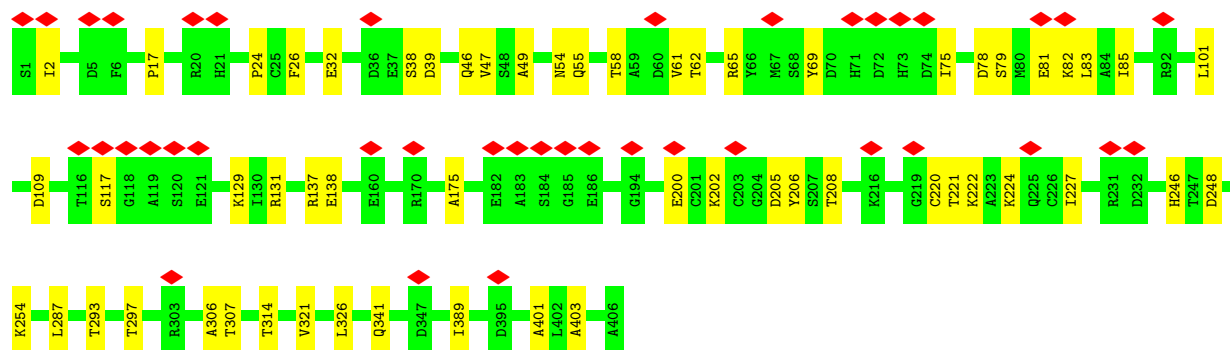 S1 I2 D5 F6 P17 R20 H21 P24 C25 F26 E32 D36 E37 S38 D39 Q46 V47 S48 A49 N54 Q55 T58 A59 D60 V61 T62 R65 Y66 M67 S68 Y69 D70 H71 D72 H73 D74 I75 D78 S79 M80 E81 K82 L83 A84 I85 R92 L101
D109 T116 S117 G118 A119 S120 E121 K129 I130 R131 R137 E138 E160 R170 A175 E182 A183 S184 G185 E186 G194 E200 C201 K202 C203 G204 D205 Y206 S207 T208 K216 G219 C220 T221 K222 A223 K224 Q225 C226 I227 R231 D232 H246 T247 D248
K254 L287 T293 T297 R303 A306 T307 T314 V321 L326 Q341 D347 I389 D395 A401 L402 A403 A406